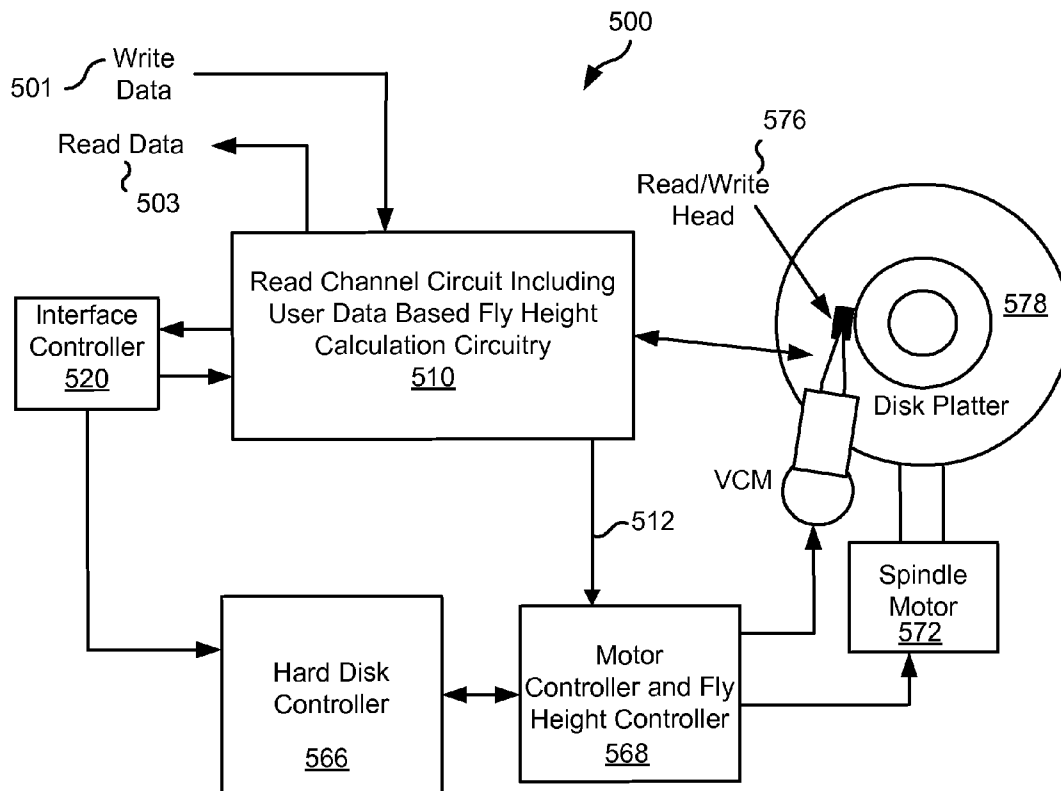 500
501
Write
Data
Read Data
503
576
Read/Write
Head
Read Channel Circuit Including
User Data Based Fly Height
Calculation Circuitry
510
Interface
Controller
520
578
Disk Platter
VCM
512
Spindle
Motor
572
Hard Disk
Controller
566
Motor
Controller and Fly
Height Controller
568